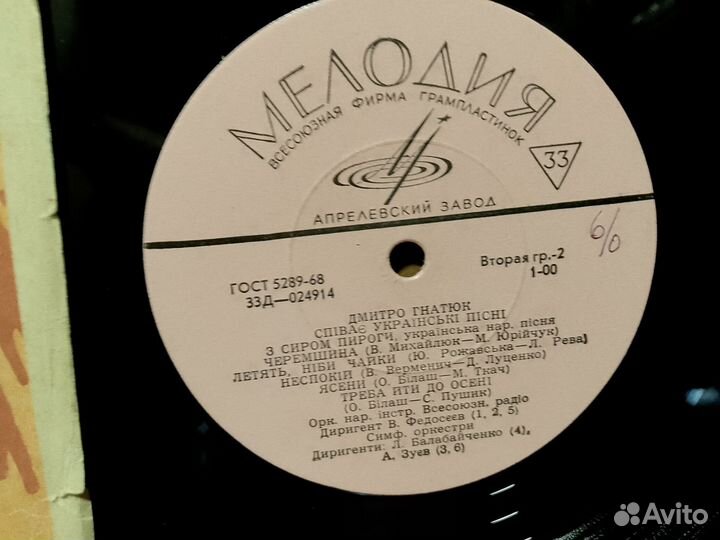 МЕЛОДИЯ
ВСЕСОЮЗНАЯ ФИРМА ГРАМПЛАСТИНОК
33
АПРЕЛЕВСКИЙ ЗАВОД
6/0
ГОСТ 5289-68
33Д—024914
Вторая гр.-2
1-00
ДМИТРО ГНАТЮК
СПІВАЄ УКРАЇНСЬКІ ПІСНІ
З СИРОМ ПИРОГИ, українська нар. пісня
ЧЕРЕМШИНА (В. Михайлюк—М. Юрійчук)
ЛЕТЯТЬ, НІБИ ЧАЙКИ (Ю. Рожавська—Л. Рева)
НЕСПОКІЙ (В. Верменич—Д. Луценко)
ЯСЕНИ (О. Білаш—М. Ткач)
ТРЕБА ЙТИ ДО ОСЕНІ
(О. Білаш—С. Пушик)
Орк. нар. інстр. Всесоюзн. радіо
Диригент В. Федосєєв (1, 2, 5)
Симф. оркестри
Диригенти: Л. Балабайченко (4),
А. Зуєв (3, 6)
Avito